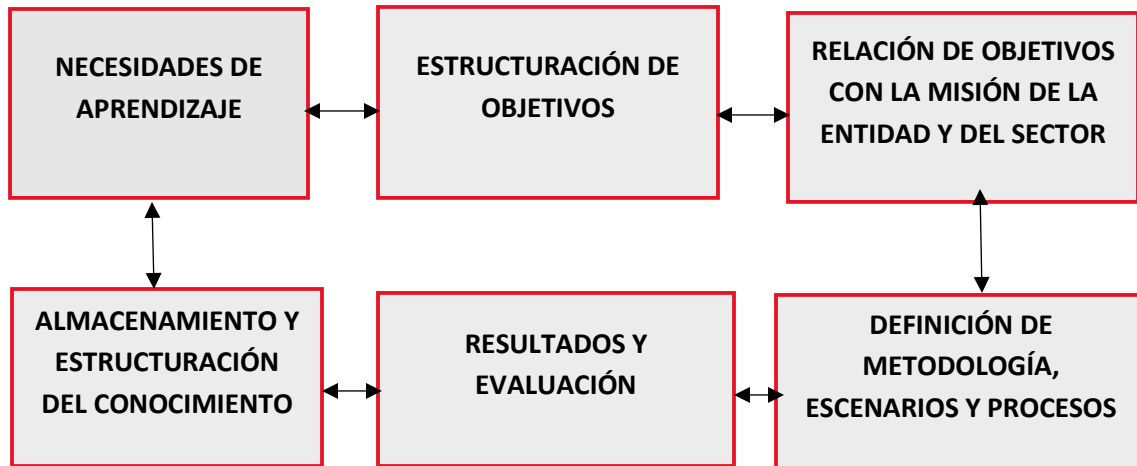 NECESIDADES DE
APRENDIZAJE
ESTRUCTURACIÓN DE
OBJETIVOS
RELACIÓN DE OBJETIVOS
CON LA MISIÓN DE LA
ENTIDAD Y DEL SECTOR
ALMACENAMIENTO Y
ESTRUCTURACIÓN
DEL CONOCIMIENTO
RESULTADOS Y
EVALUACIÓN
DEFINICIÓN DE
METODOLOGÍA,
ESCENARIOS Y PROCESOS